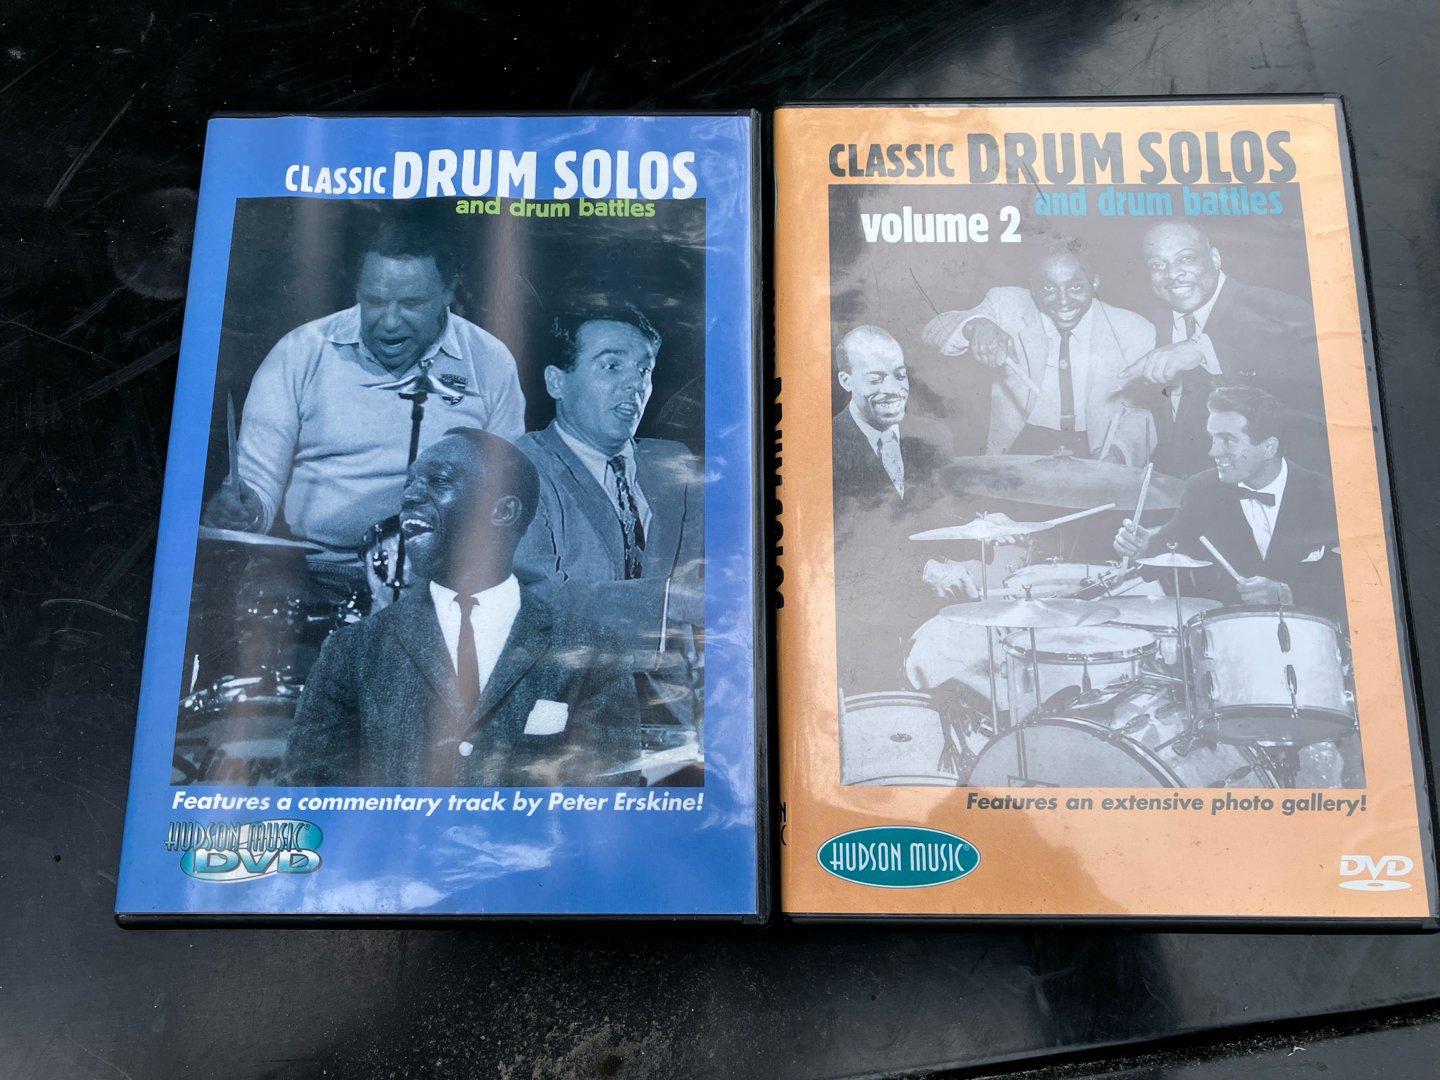 CLASSIC DRUM SOLOS
and drum battles
Features a commentary track by Peter Erskine!
HUDSON MUSIC®
DVD
CLASSIC DRUM SOLOS
and drum battles
volume 2
Features an extensive photo gallery!
HUDSON MUSIC®
DVD